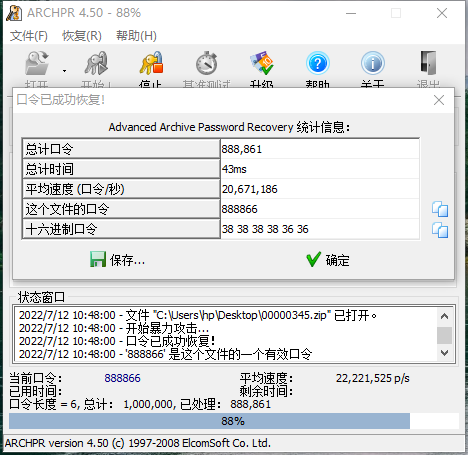 ARCHPR 4.50 - 88%
文件(F) 恢复(R) 帮助(H)
打开... 开始! 停止 基准测试 升级 帮助 关于 退出
口令已成功恢复!
Advanced Archive Password Recovery 统计信息:
总计口令 888,861
总计时间 43ms
平均速度 (口令/秒) 20,671,186
这个文件的口令 888866
十六进制口令 38 38 38 38 36 36
保存... 确定
状态窗口
2022/7/12 10:48:00 - 文件 "C:\Users\hp\Desktop\00000345.zip" 已打开。
2022/7/12 10:48:00 - 开始暴力攻击...
2022/7/12 10:48:00 - 口令已成功恢复!
2022/7/12 10:48:00 - '888866' 是这个文件的一个有效口令
当前口令: 888866 平均速度: 22,221,525 p/s
已用时间: 剩余时间:
口令长度 = 6, 总计: 1,000,000, 已处理: 888,861
88%
ARCHPR version 4.50 (c) 1997-2008 ElcomSoft Co. Ltd.